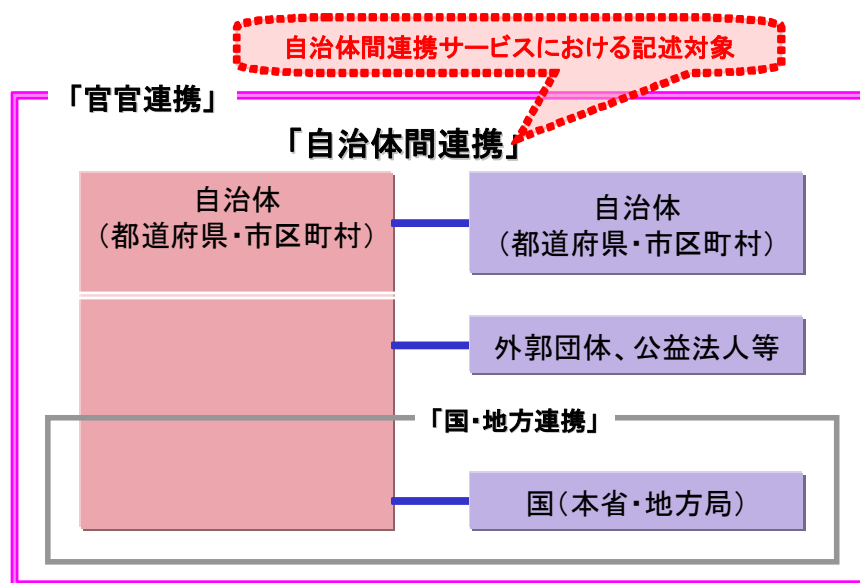 自治体間連携サービスにおける記述対象
「官官連携」
「自治体間連携」
自治体
（都道府県・市区町村）
自治体
（都道府県・市区町村）
外郭団体、公益法人等
「国・地方連携」
国（本省・地方局）